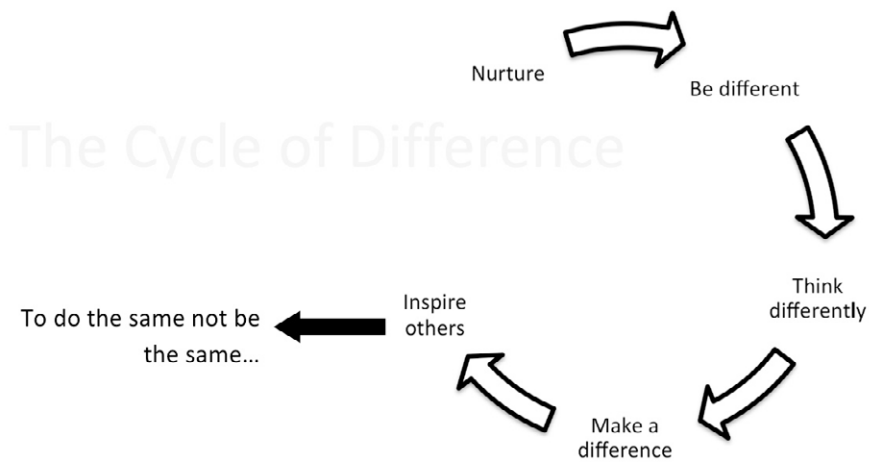 The Cycle of Difference
Nurture
Be different
Think
differently
Make a
difference
Inspire
others
To do the same not be
the same...